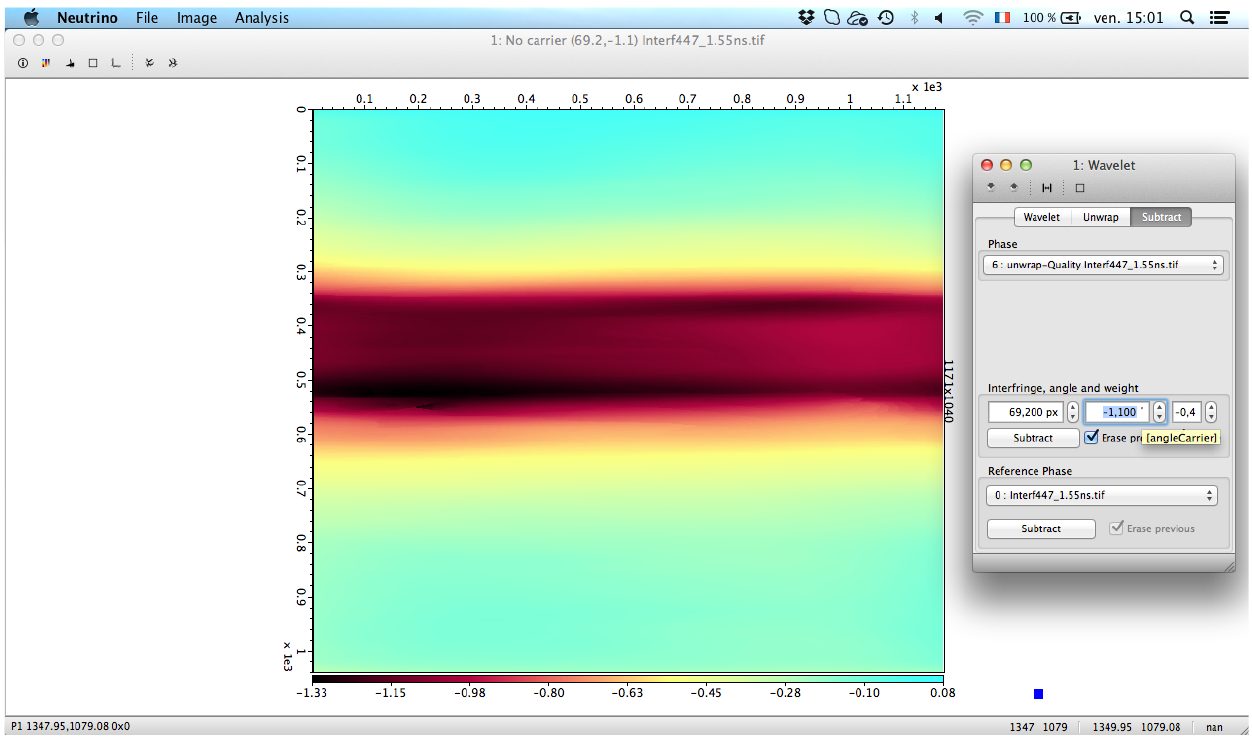 Neutrino File Image Analysis 100 % ven. 15:01
1: No carrier (69.2,-1.1) Interf447_1.55ns.tif
x 1e3
0.1 0.2 0.3 0.4 0.5 0.6 0.7 0.8 0.9 1 1.1
0
0.1
0.2
0.3
0.4
0.5
0.6
0.7
0.8
0.9
1
x 1e3
1171x1040
-1.33 -1.15 -0.98 -0.80 -0.63 -0.45 -0.28 -0.10 0.08
1: Wavelet
Wavelet Unwrap Subtract
Phase
6 : unwrap-Quality Interf447_1.55ns.tif
Interfringe, angle and weight
69,200 px -1,100 ° -0,4
Subtract Erase pr
[angleCarrier]
Reference Phase
0 : Interf447_1.55ns.tif
Subtract Erase previous
P1 1347.95,1079.08 0x0 1347 1079 1349.95 1079.08 nan